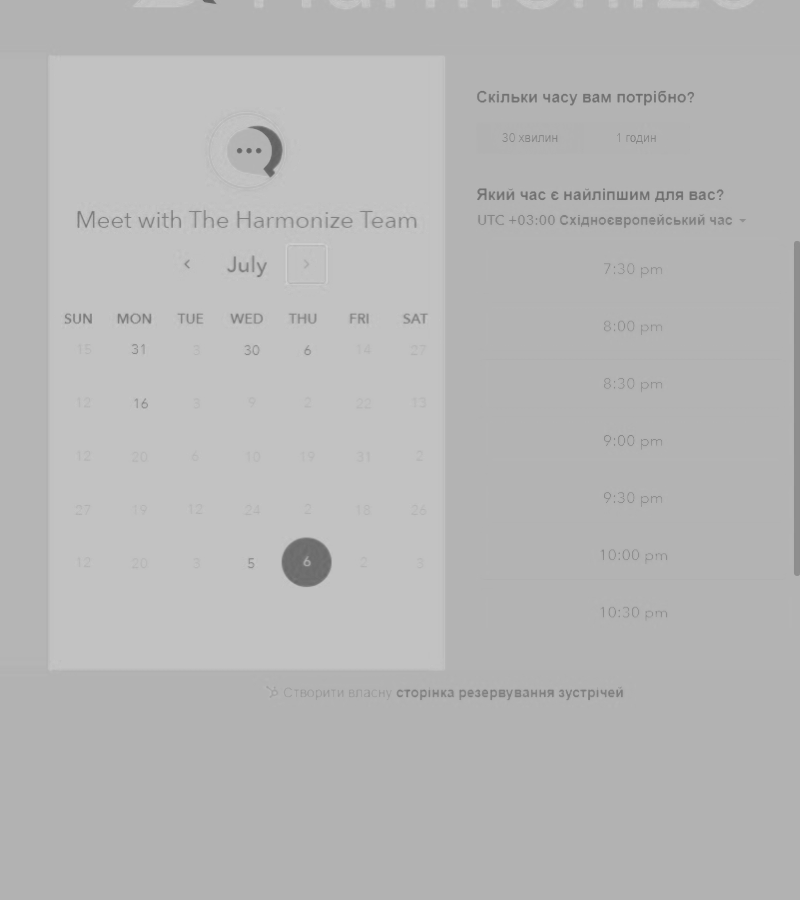 Harmonize
Meet with The Harmonize Team
July
SUN MON TUE WED THU FRI SAT
15 31 3 30 6 14 27
12 16 3 9 2 22 13
12 20 6 10 19 31 2
27 19 12 24 2 18 26
12 20 3 5 6 2 3
Скільки часу вам потрібно?
30 хвилин 1 годин
Який час є найліпшим для вас?
UTC +03:00 Східноєвропейський час
7:30 pm
8:00 pm
8:30 pm
9:00 pm
9:30 pm
10:00 pm
10:30 pm
Створити власну сторінка резервування зустрічей